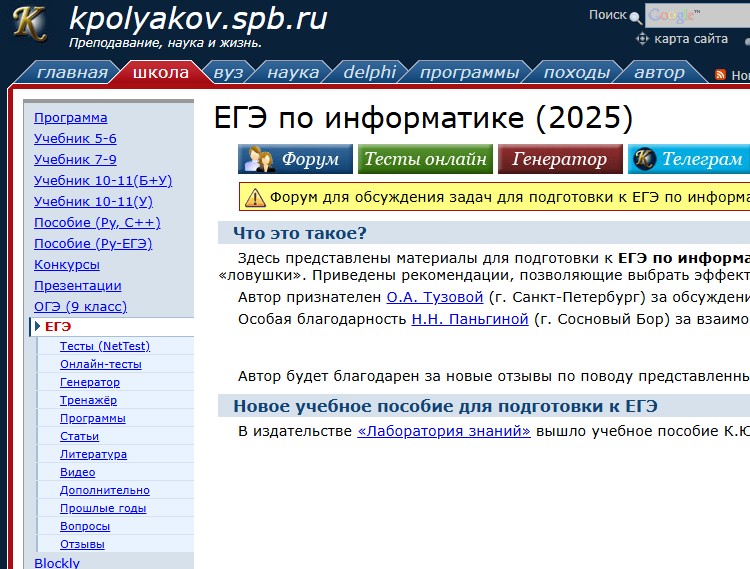 kpolyakov.spb.ru
Преподавание, наука и жизнь.
Поиск
Google™
карта сайта
главная школа вуз наука delphi программы походы автор
Программа
Учебник 5-6
Учебник 7-9
Учебник 10-11(Б+У)
Учебник 10-11(У)
Пособие (Py, C++)
Пособие (Py-ЕГЭ)
Конкурсы
Презентации
ОГЭ (9 класс)
ЕГЭ
Тесты (NetTest)
Онлайн-тесты
Генератор
Тренажёр
Программы
Статьи
Литература
Видео
Дополнительно
Прошлые годы
Вопросы
Отзывы
Blockly
ЕГЭ по информатике (2025)
Форум Тесты онлайн Генератор Телеграм
Форум для обсуждения задач для подготовки к ЕГЭ по информа
Что это такое?
Здесь представлены материалы для подготовки к ЕГЭ по информа
«ловушки». Приведены рекомендации, позволяющие выбрать эффект
Автор признателен О.А. Тузовой (г. Санкт-Петербург) за обсуждени
Особая благодарность Н.Н. Паньгиной (г. Сосновый Бор) за взаимо
Автор будет благодарен за новые отзывы по поводу представленны
Новое учебное пособие для подготовки к ЕГЭ
В издательстве «Лаборатория знаний» вышло учебное пособие К.Ю